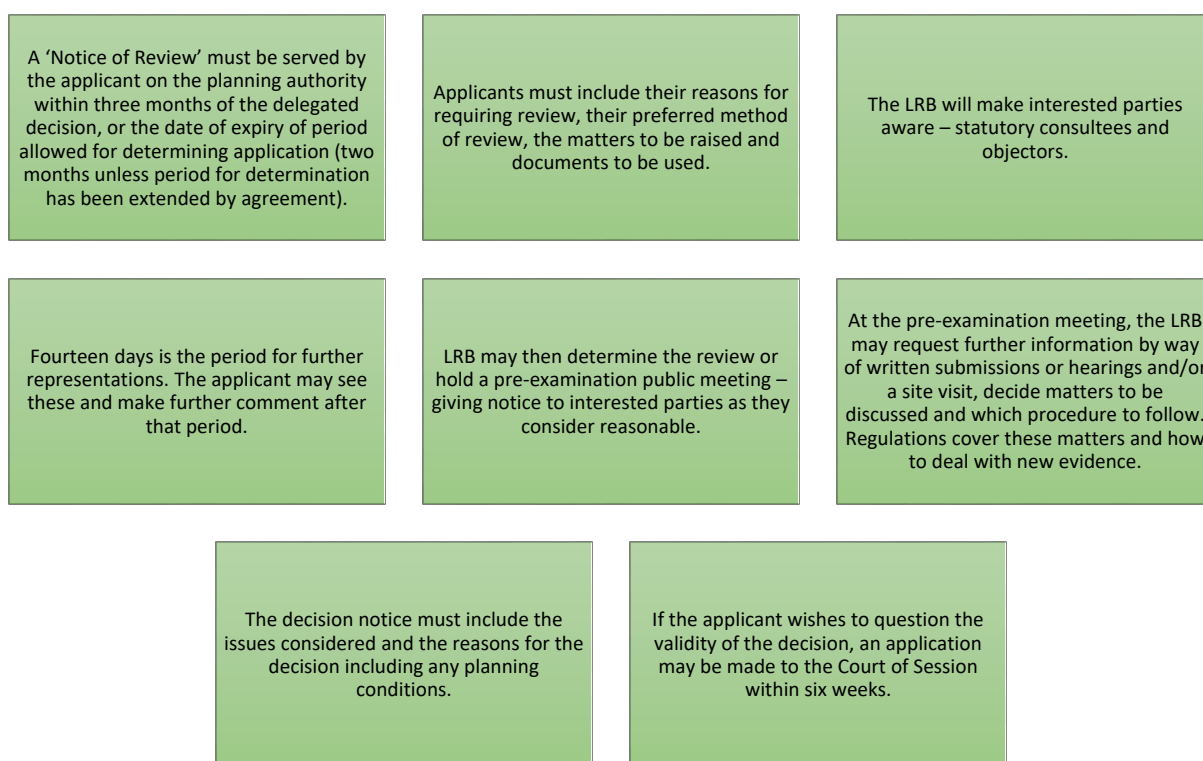 A ‘Notice of Review’ must be served by
the applicant on the planning authority
within three months of the delegated
decision, or the date of expiry of period
allowed for determining application (two
months unless period for determination
has been extended by agreement).
Applicants must include their reasons for
requiring review, their preferred method
of review, the matters to be raised and
documents to be used.
The LRB will make interested parties
aware – statutory consultees and
objectors.
Fourteen days is the period for further
representations. The applicant may see
these and make further comment after
that period.
LRB may then determine the review or
hold a pre-examination public meeting –
giving notice to interested parties as they
consider reasonable.
At the pre-examination meeting, the LRB
may request further information by way
of written submissions or hearings and/or
a site visit, decide matters to be
discussed and which procedure to follow.
Regulations cover these matters and how
to deal with new evidence.
The decision notice must include the
issues considered and the reasons for the
decision including any planning
conditions.
If the applicant wishes to question the
validity of the decision, an application
may be made to the Court of Session
within six weeks.